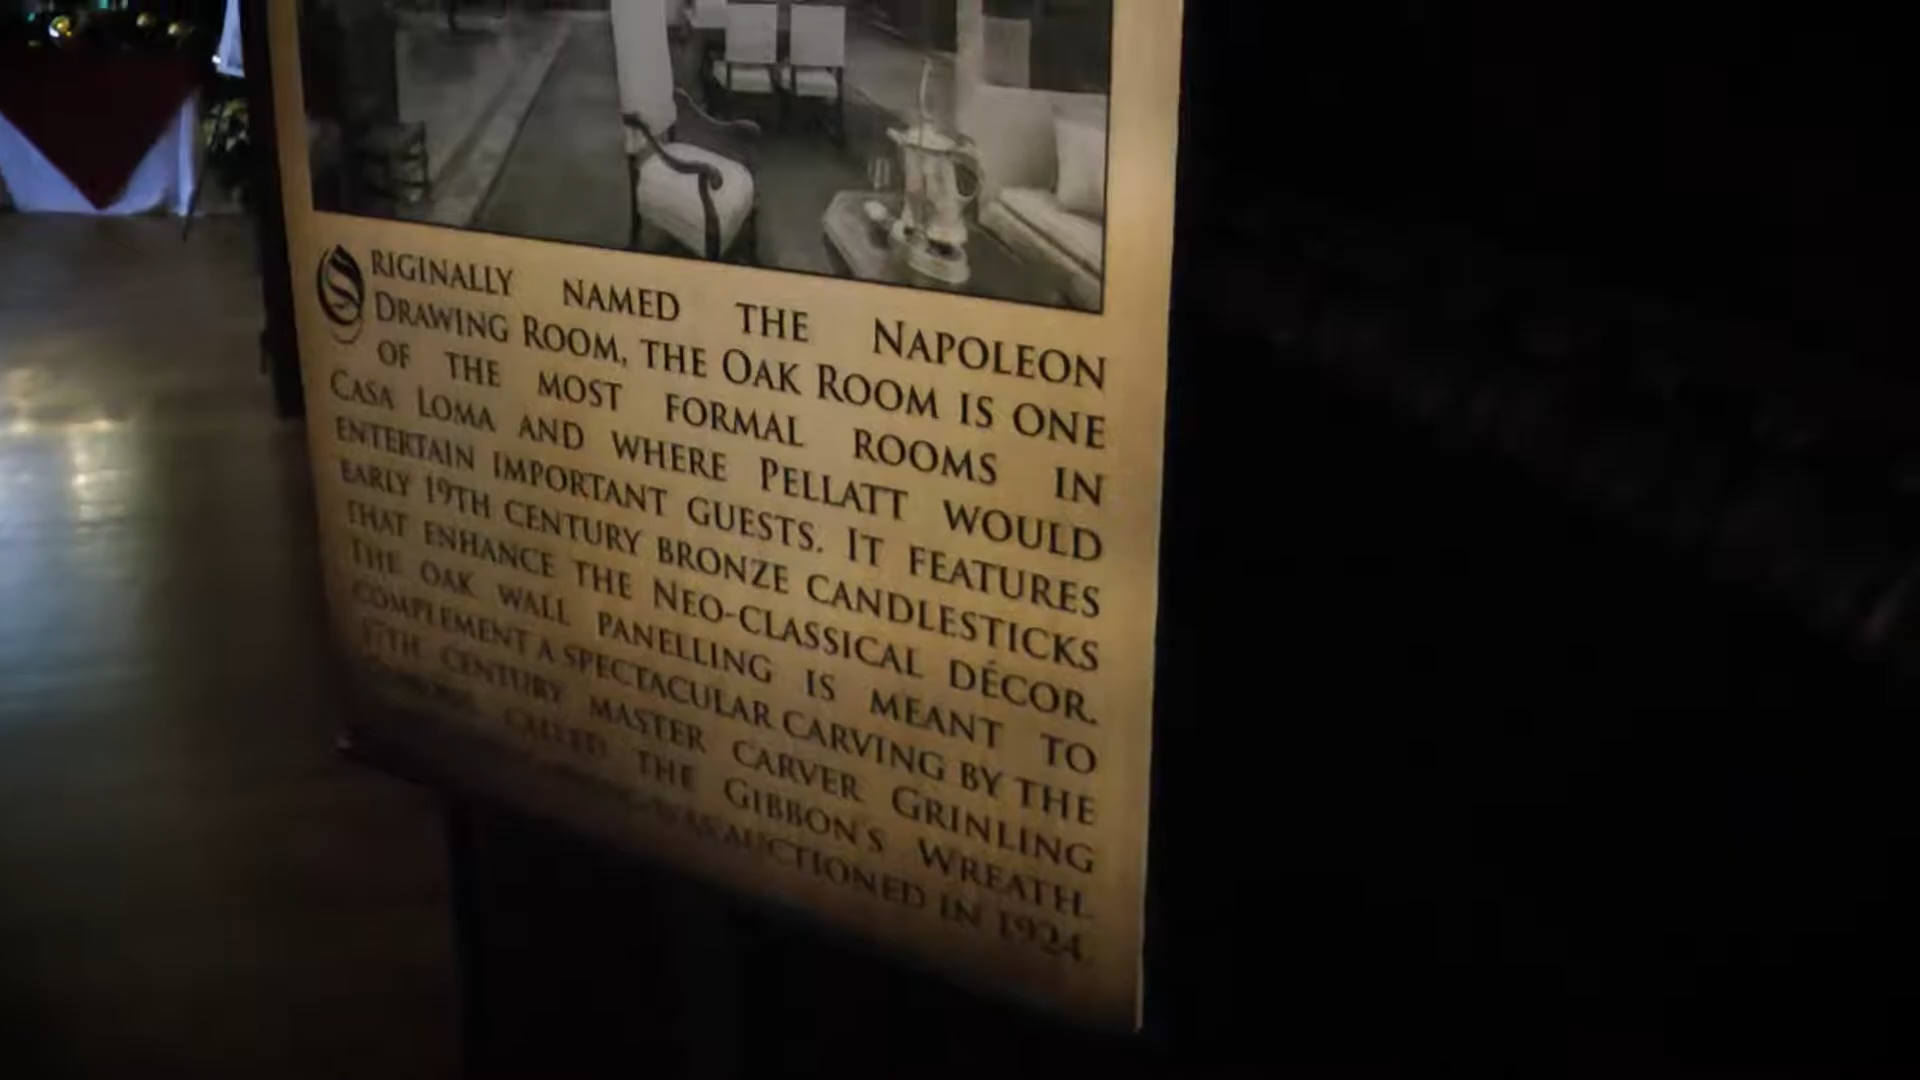 ORIGINALLY NAMED THE NAPOLEON
DRAWING ROOM, THE OAK ROOM IS ONE
OF THE MOST FORMAL ROOMS IN
CASA LOMA AND WHERE PELLATT WOULD
ENTERTAIN IMPORTANT GUESTS. IT FEATURES
EARLY 19TH CENTURY BRONZE CANDLESTICKS
THAT ENHANCE THE NEO-CLASSICAL DÉCOR.
THE OAK WALL PANELLING IS MEANT TO
COMPLEMENT A SPECTACULAR CARVING BY THE
17TH CENTURY MASTER CARVER GRINLING
CALLED THE GIBBON'S WREATH.
WAS AUCTIONED IN 1924.